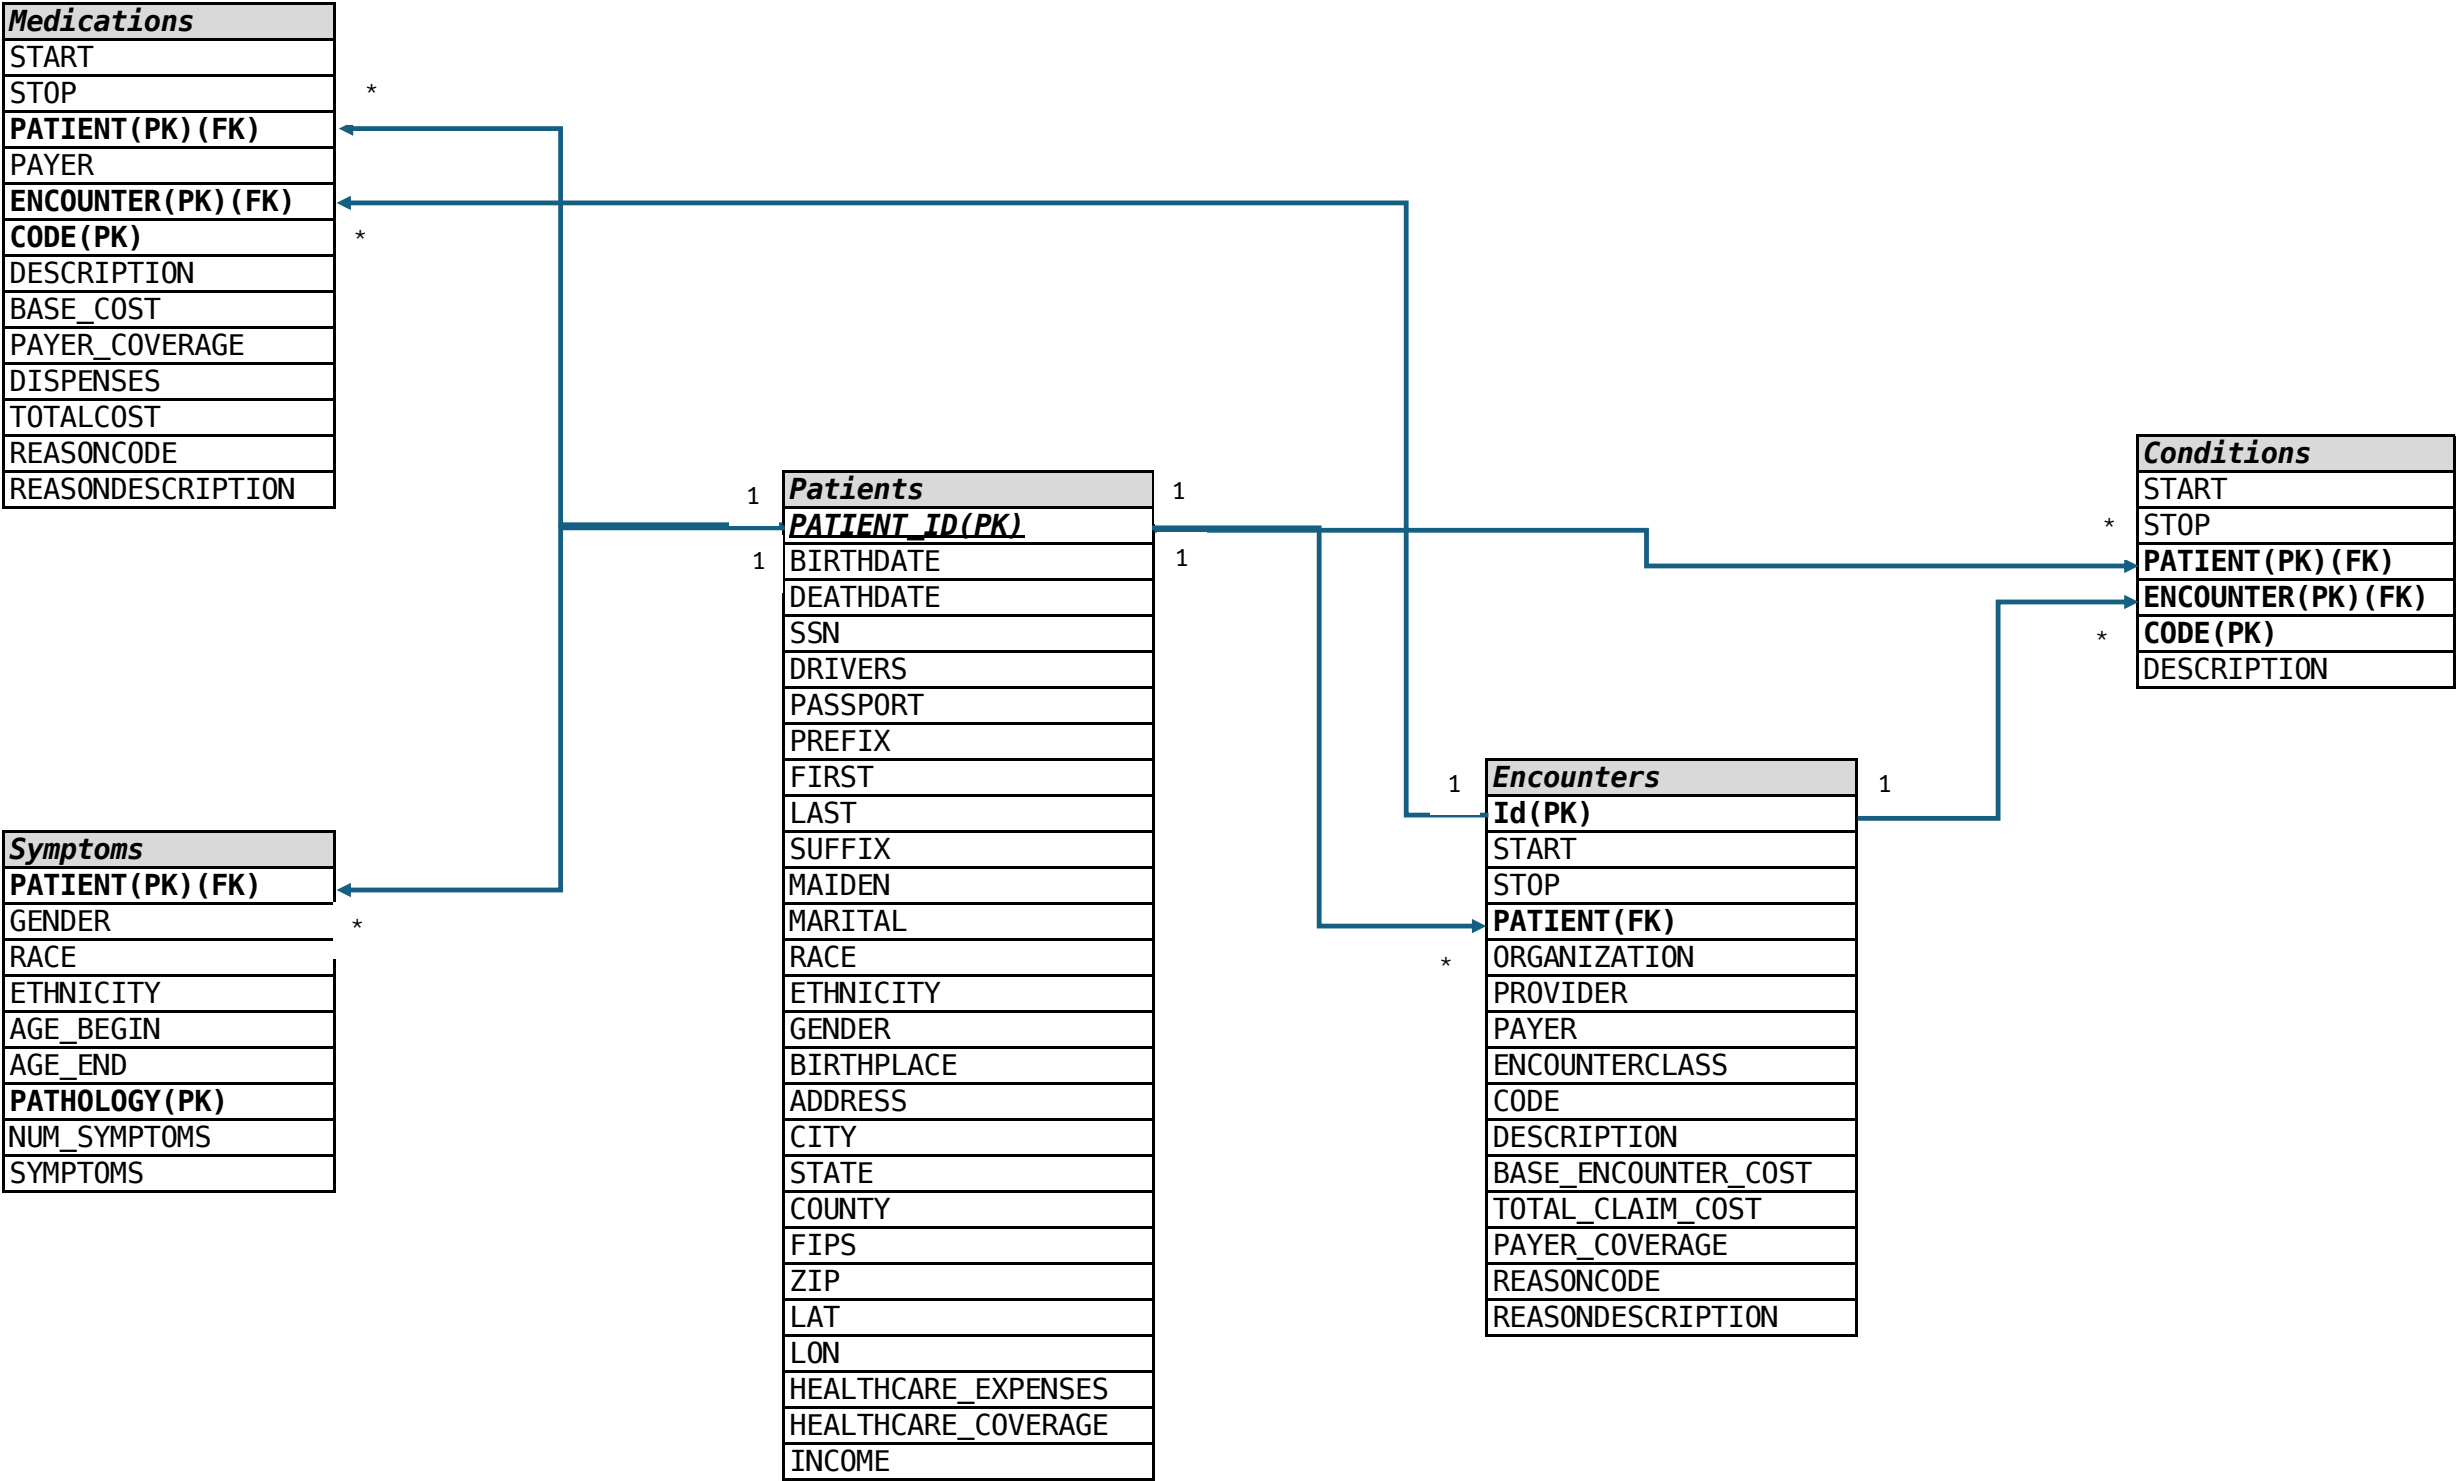 Medications
START
STOP
*
PATIENT(PK)(FK)
PAYER
ENCOUNTER(PK)(FK)
CODE(PK)
*
DESCRIPTION
BASE_COST
PAYER_COVERAGE
DISPENSES
TOTALCOST
REASONCODE
REASONDESCRIPTION
Symptoms
PATIENT(PK)(FK)
GENDER
*
RACE
ETHNICITY
AGE_BEGIN
AGE_END
PATHOLOGY(PK)
NUM_SYMPTOMS
SYMPTOMS
1
Patients
1
PATIENT_ID(PK)
1
BIRTHDATE
1
DEATHDATE
SSN
DRIVERS
PASSPORT
PREFIX
FIRST
LAST
SUFFIX
MAIDEN
MARITAL
RACE
ETHNICITY
GENDER
BIRTHPLACE
ADDRESS
CITY
STATE
COUNTY
FIPS
ZIP
LAT
LON
HEALTHCARE_EXPENSES
HEALTHCARE_COVERAGE
INCOME
1
Encounters
1
Id(PK)
START
STOP
PATIENT(FK)
*
ORGANIZATION
PROVIDER
PAYER
ENCOUNTERCLASS
CODE
DESCRIPTION
BASE_ENCOUNTER_COST
TOTAL_CLAIM_COST
PAYER_COVERAGE
REASONCODE
REASONDESCRIPTION
Conditions
START
*
STOP
PATIENT(PK)(FK)
ENCOUNTER(PK)(FK)
*
CODE(PK)
DESCRIPTION